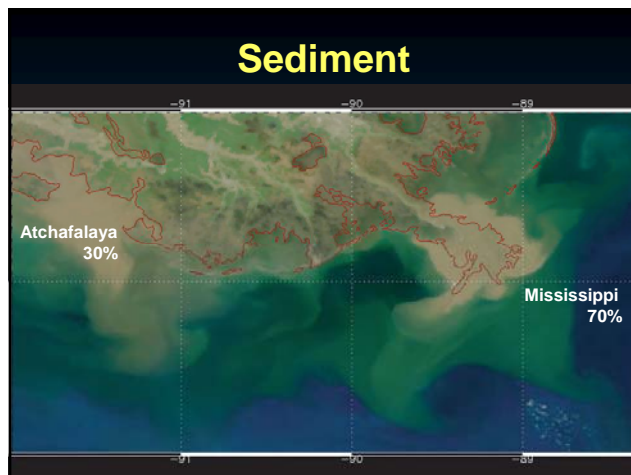 Sediment
-91 -90 -89
Atchafalaya
30%
Mississippi
70%
-91 -90 -89